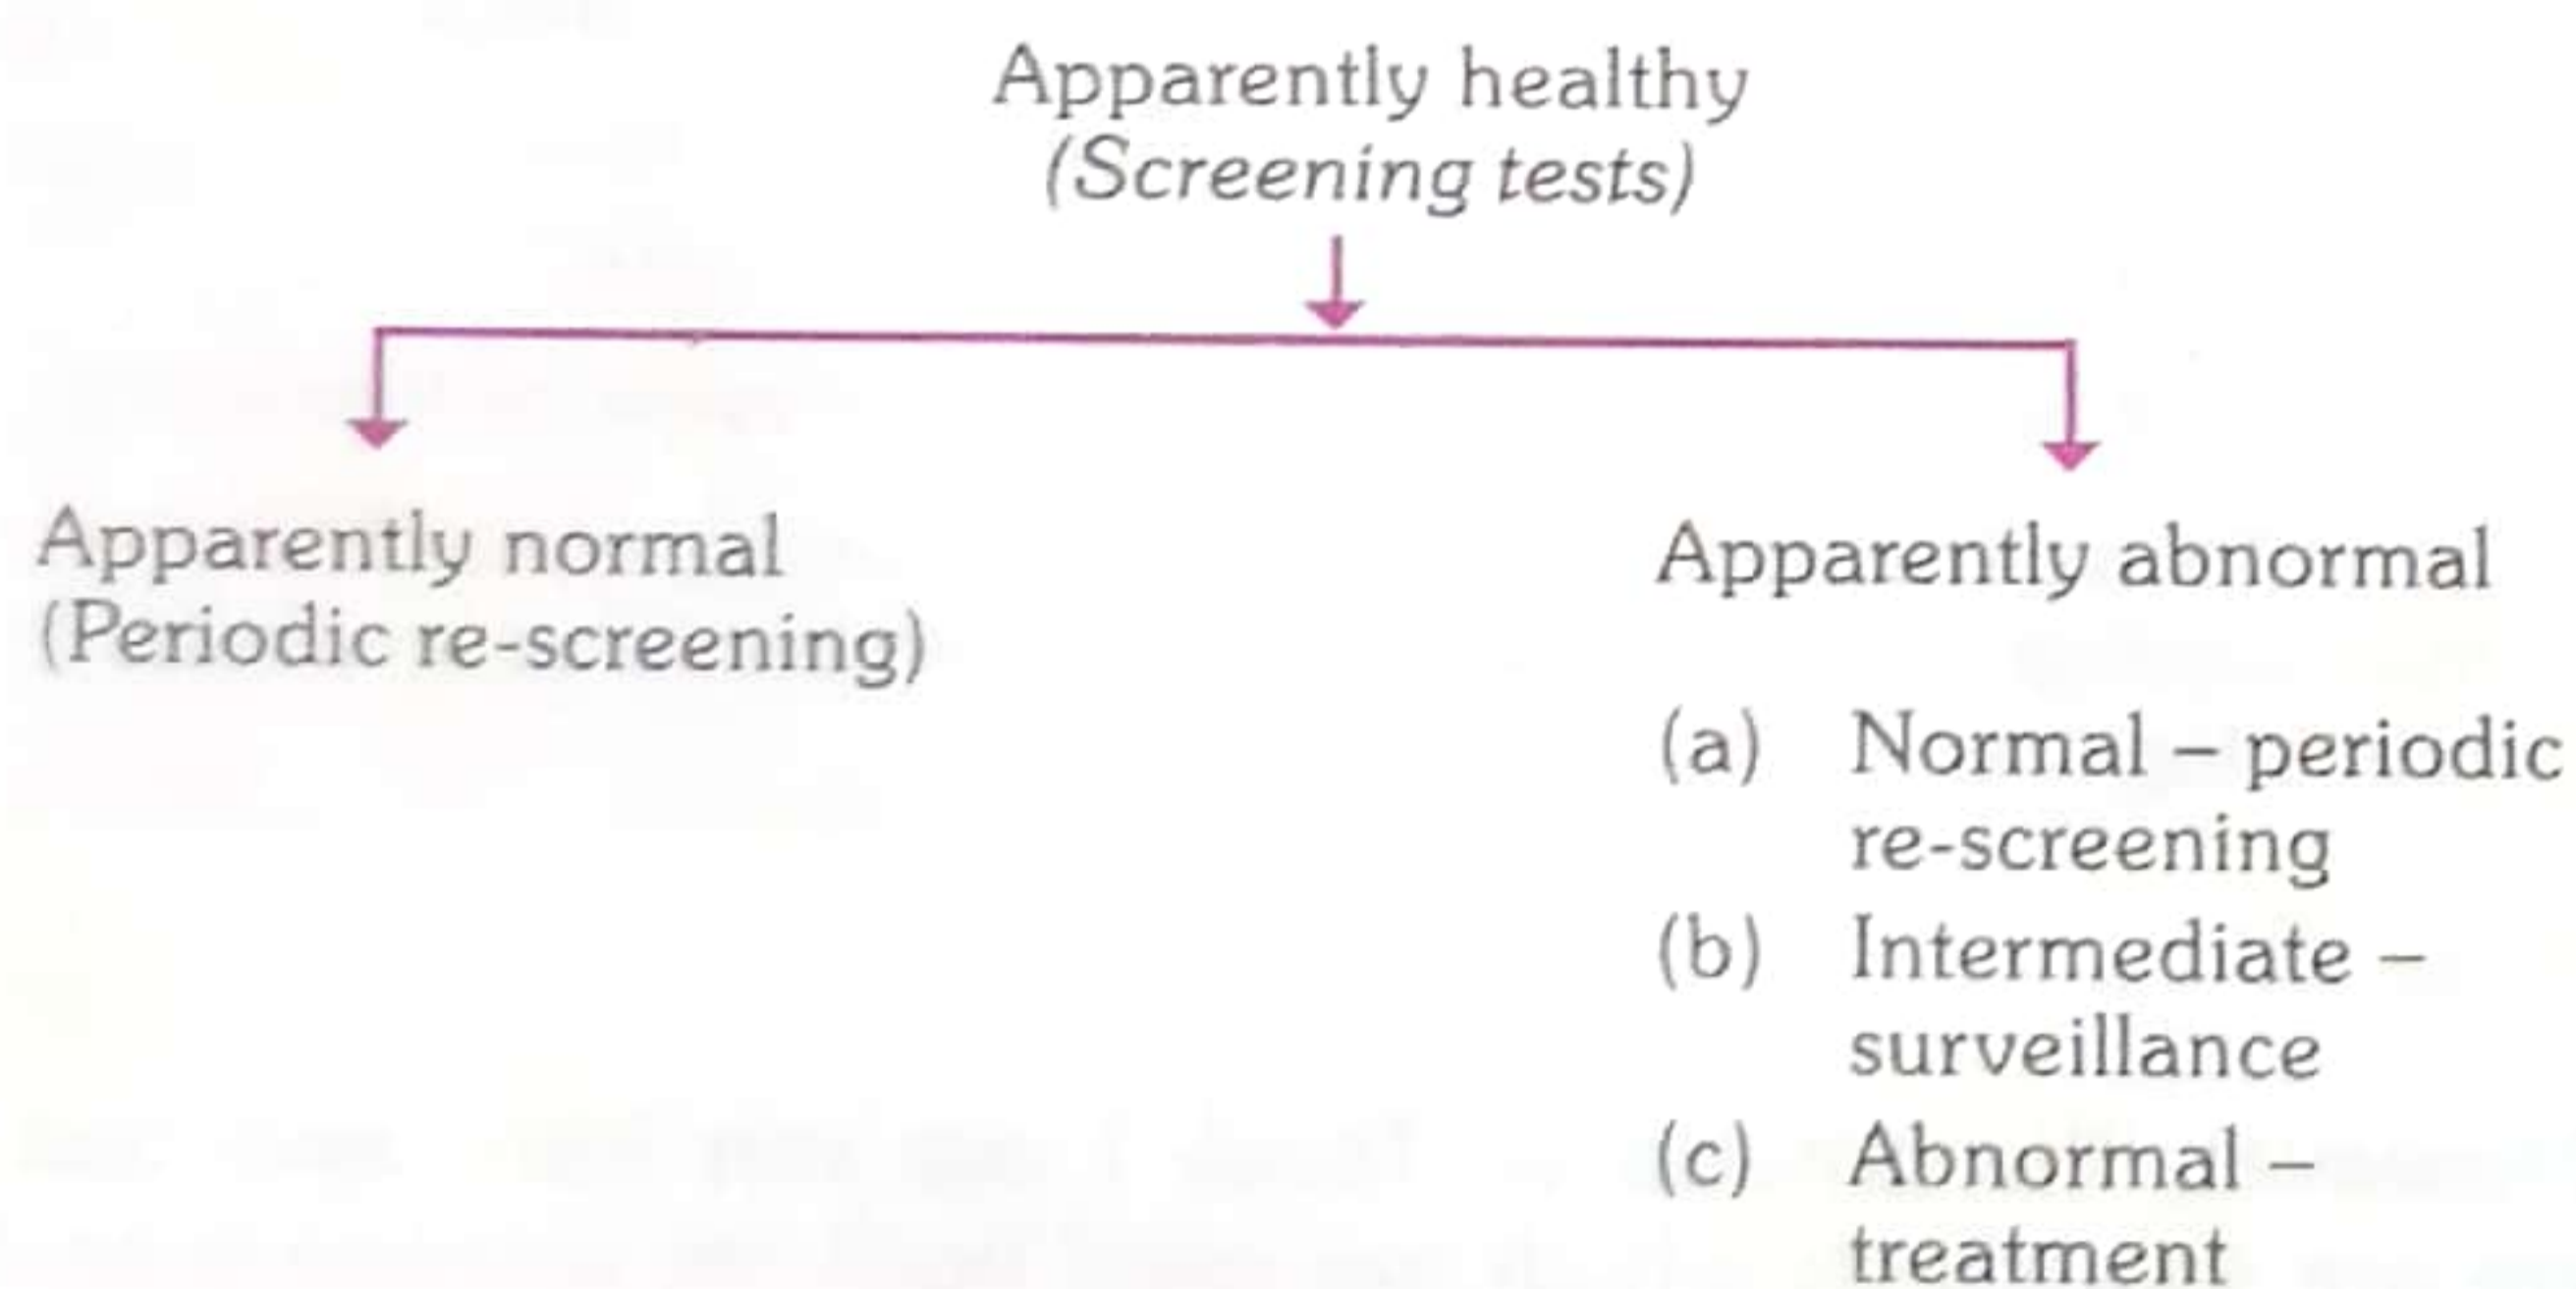 Apparently healthy
(Screening tests)
Apparently normal
(Periodic re-screening)
Apparently abnormal
(a) Normal – periodic
re-screening
(b) Intermediate –
surveillance
(c) Abnormal –
treatment